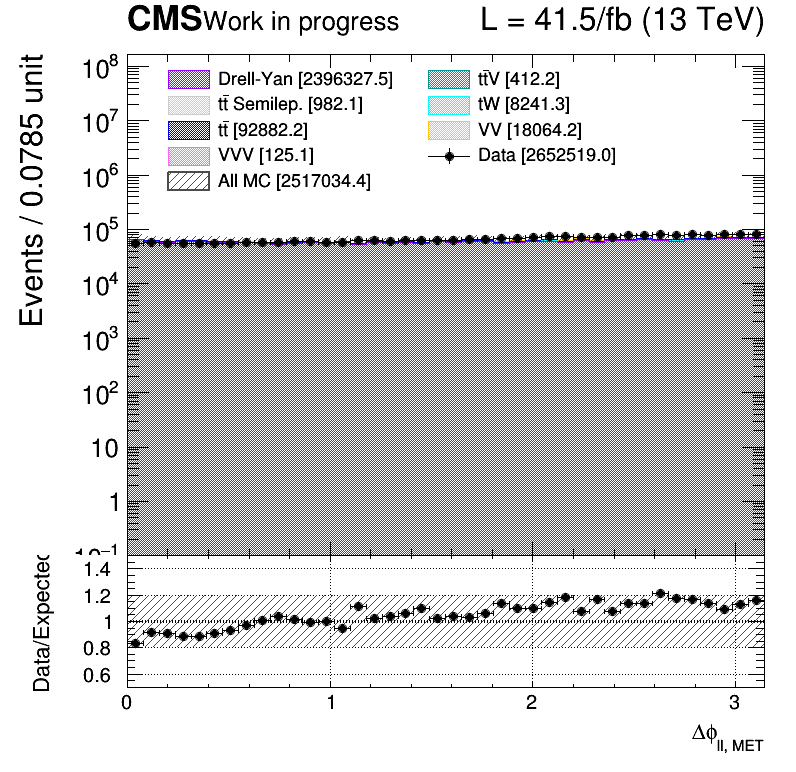 CMS Work in progress L = 41.5/fb (13 TeV)
Events / 0.0785 unit
10⁸
10⁷
10⁶
10⁵
10⁴
10³
10²
10
1
10⁻¹
Drell-Yan [2396327.5]
tt̄ Semilep. [982.1]
tt̄ [92882.2]
VVV [125.1]
All MC [2517034.4]
tt̄V [412.2]
tW [8241.3]
VV [18064.2]
Data [2652519.0]
Data/Expected
1.4
1.2
1
0.8
0.6
0 1 2 3
Δϕ_ll, MET